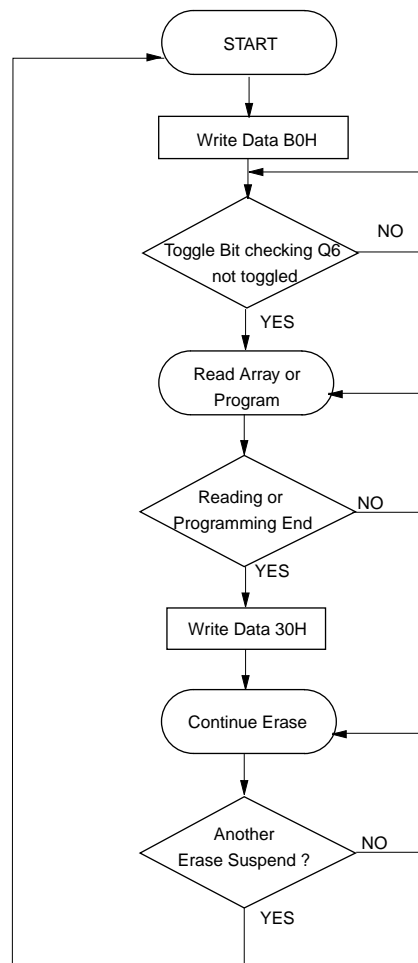 START
Write Data B0H
Toggle Bit checking Q6
not toggled
NO
YES
Read Array or
Program
Reading or
Programming End
NO
YES
Write Data 30H
Continue Erase
Another
Erase Suspend ?
NO
YES